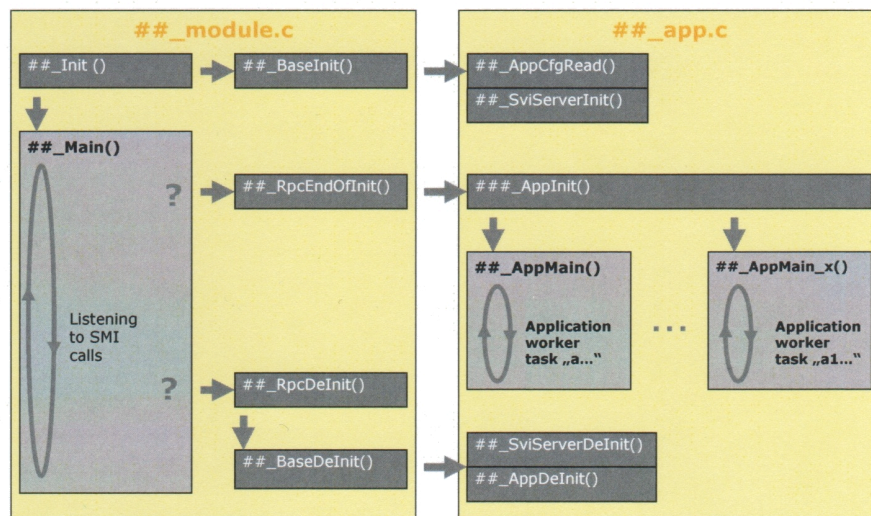 ##_module.c
##_Init ()
##_BaseInit()
##_Main()
?
##_RpcEndOfInit()
Listening
to SMI
calls
?
##_RpcDeInit()
##_BaseDeInit()
##_app.c
##_AppCfgRead()
##_SviServerInit()
###_AppInit()
##_AppMain()
Application
worker
task „a...“
...
##_AppMain_x()
Application
worker
task „a1...“
##_SviServerDeInit()
##_AppDeInit()